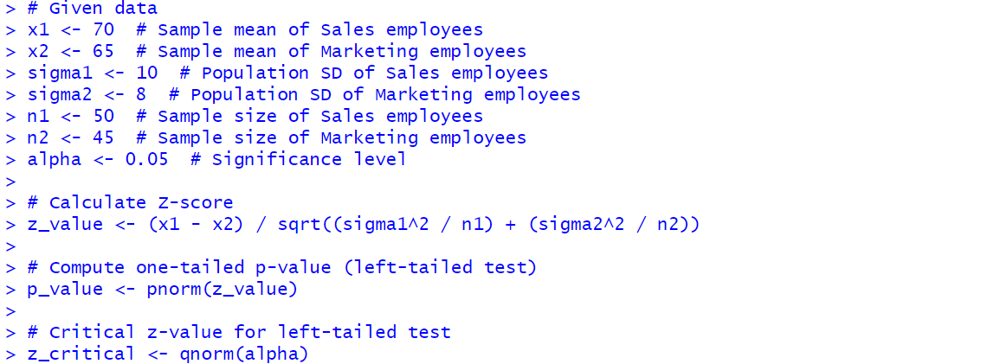 > # Given data
> x1 <- 70  # Sample mean of Sales employees
> x2 <- 65  # Sample mean of Marketing employees
> sigma1 <- 10  # Population SD of Sales employees
> sigma2 <- 8  # Population SD of Marketing employees
> n1 <- 50  # Sample size of Sales employees
> n2 <- 45  # Sample size of Marketing employees
> alpha <- 0.05  # Significance level
>
> # Calculate Z-score
> z_value <- (x1 - x2) / sqrt((sigma1^2 / n1) + (sigma2^2 / n2))
>
> # Compute one-tailed p-value (left-tailed test)
> p_value <- pnorm(z_value)
>
> # Critical z-value for left-tailed test
> z_critical <- qnorm(alpha)